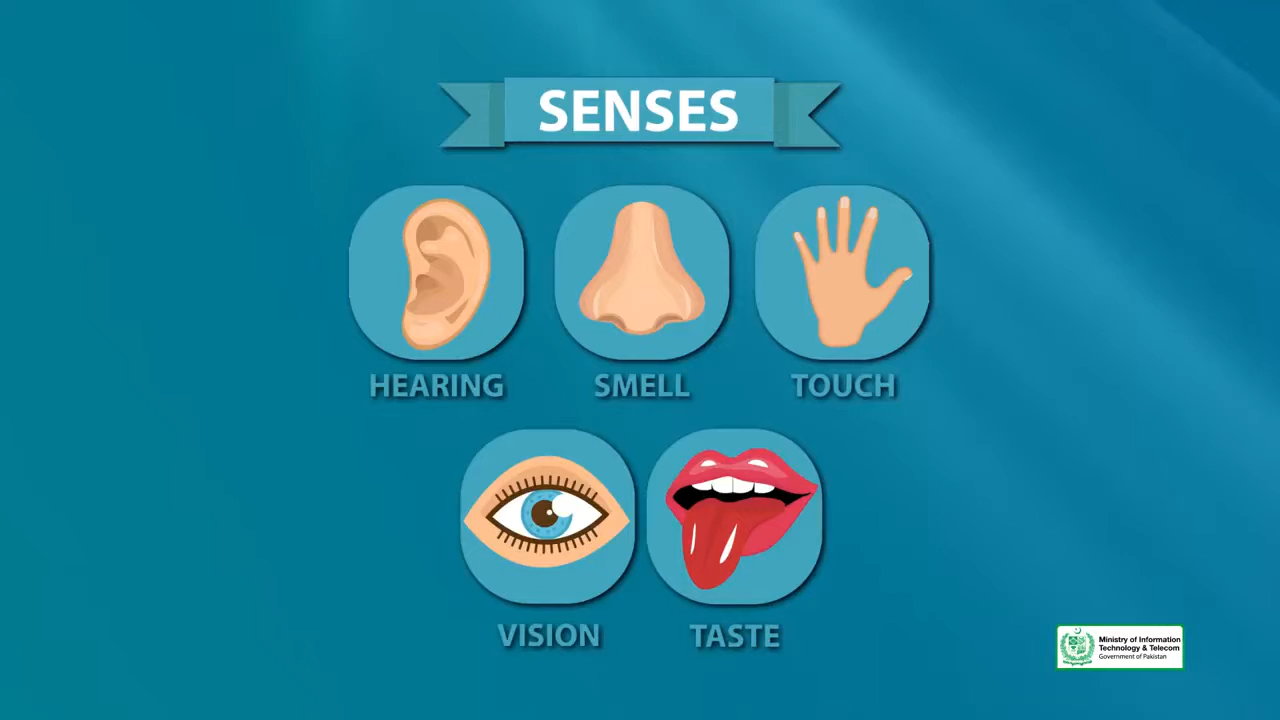 SENSES
HEARING
SMELL
TOUCH
VISION
TASTE
Ministry of Information
Technology & Telecom
Government of Pakistan